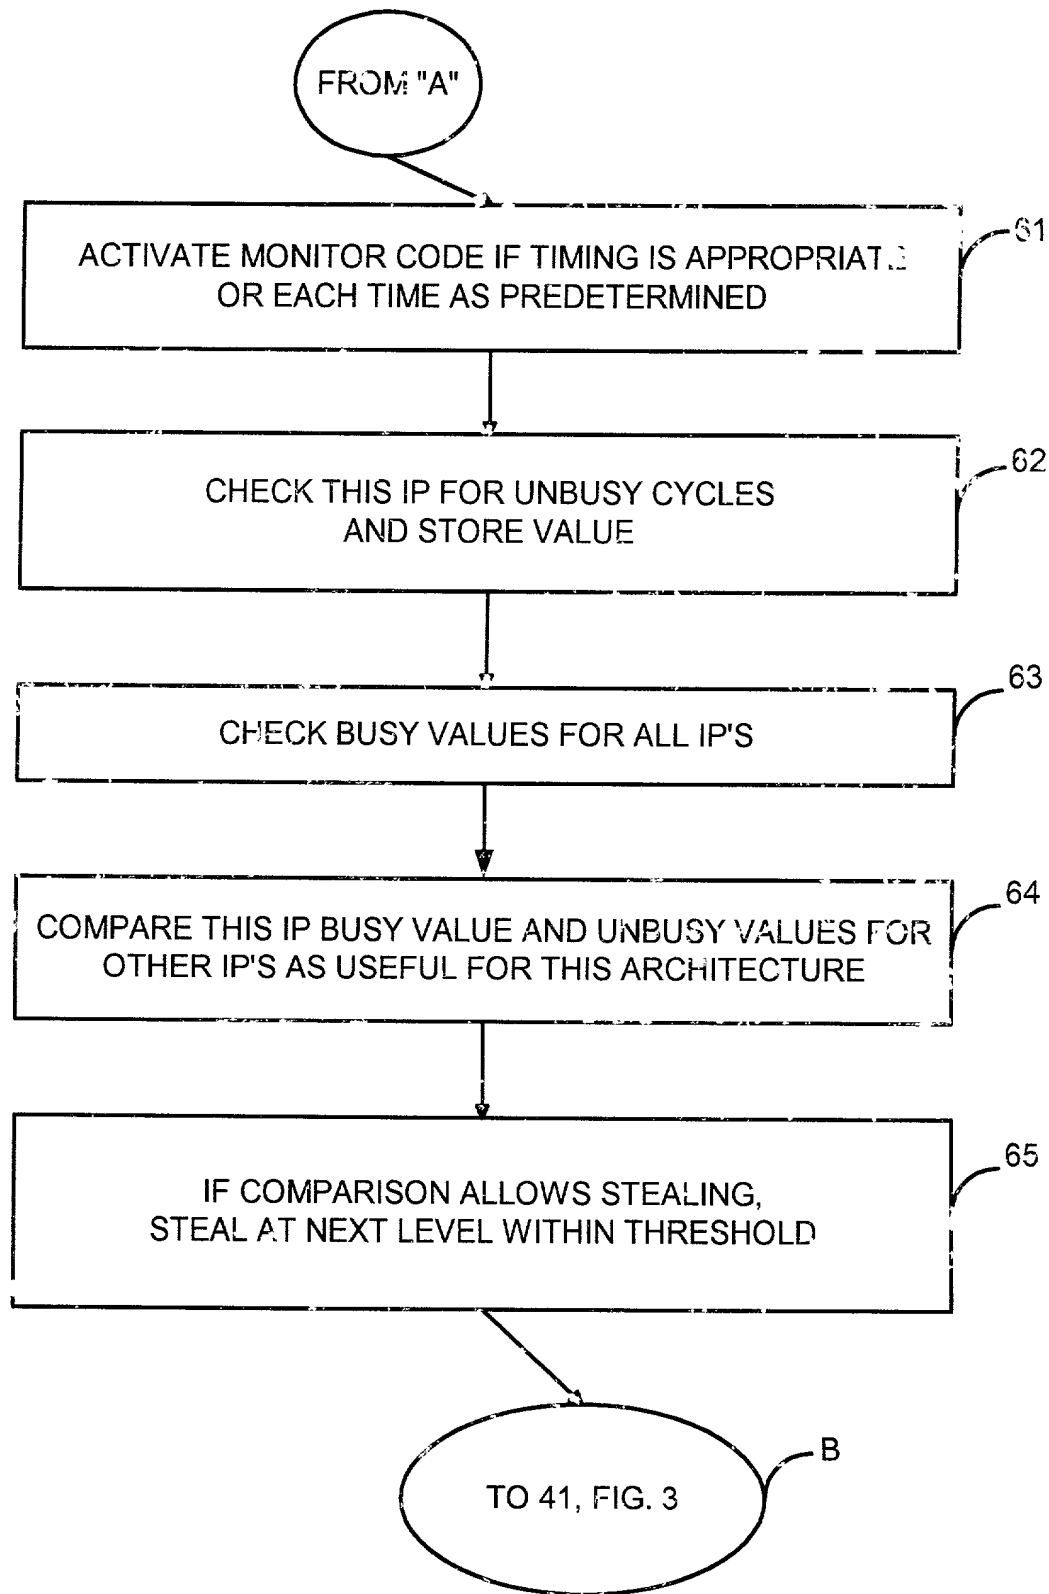 FROM "A"
ACTIVATE MONITOR CODE IF TIMING IS APPROPRIATE
OR EACH TIME AS PREDETERMINED
61
CHECK THIS IP FOR UNBUSY CYCLES
AND STORE VALUE
62
CHECK BUSY VALUES FOR ALL IP'S
63
COMPARE THIS IP BUSY VALUE AND UNBUSY VALUES FOR
OTHER IP'S AS USEFUL FOR THIS ARCHITECTURE
64
IF COMPARISON ALLOWS STEALING,
STEAL AT NEXT LEVEL WITHIN THRESHOLD
65
TO 41, FIG. 3
B